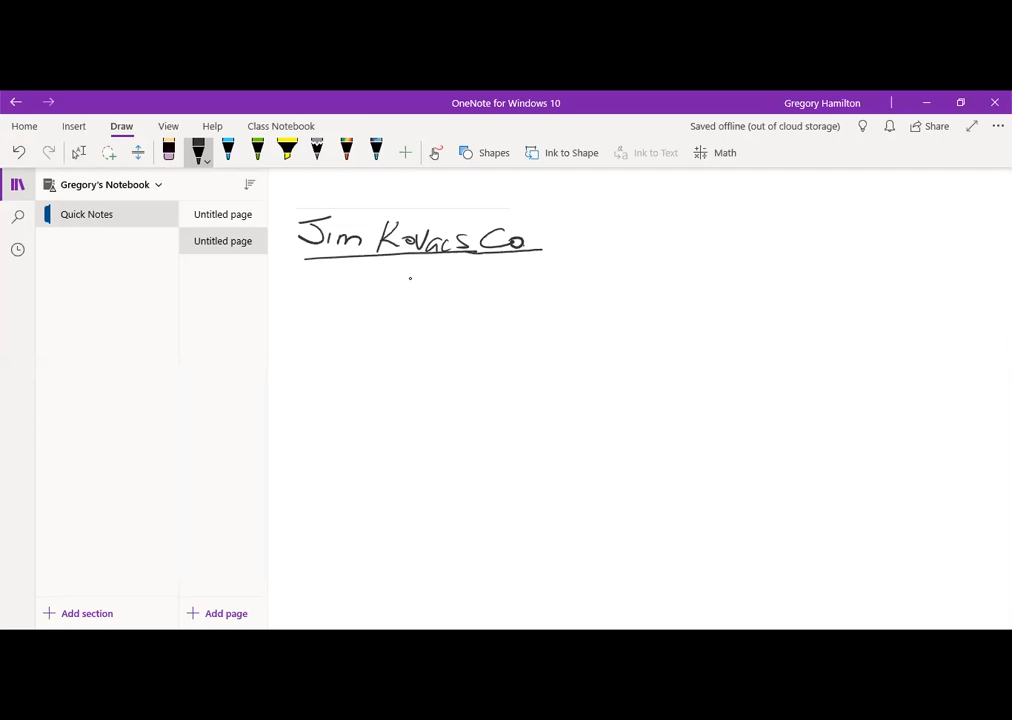 OneNote for Windows 10
Gregory Hamilton
Home Insert Draw View Help Class Notebook
Saved offline (out of cloud storage) Share
Shapes Ink to Shape Ink to Text Math
Gregory's Notebook
Quick Notes
Untitled page
Untitled page
Jim Kovacs Co
Add section
Add page